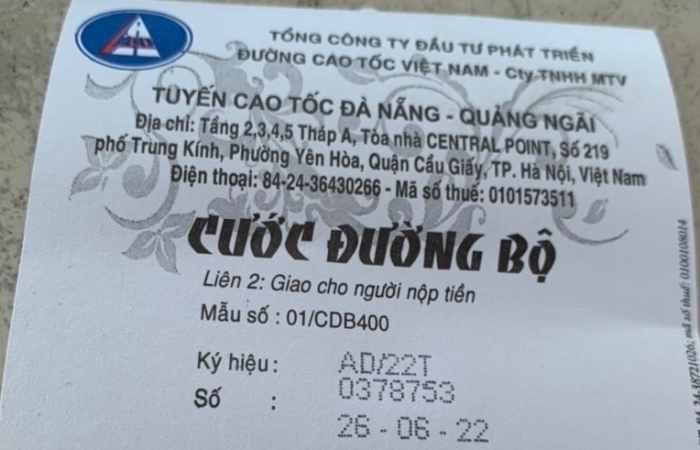 TỔNG CÔNG TY ĐẦU TƯ PHÁT TRIỂN
ĐƯỜNG CAO TỐC VIỆT NAM - Cty TNHH MTV
TUYẾN CAO TỐC ĐÀ NẴNG - QUẢNG NGÃI
Địa chỉ: Tầng 2,3,4,5 Tháp A, Tòa nhà CENTRAL POINT, Số 219
phố Trung Kính, Phường Yên Hòa, Quận Cầu Giấy, TP. Hà Nội, Việt Nam
Điện thoại: 84-24-36430266 - Mã số thuế: 0101573511
CƯỚC ĐƯỜNG BỘ
Liên 2: Giao cho người nộp tiền
Mẫu số : 01/CDB400
Ký hiệu : AD/22T
Số : 0378753
26 - 06 - 22
mã số thuế: 0100108014